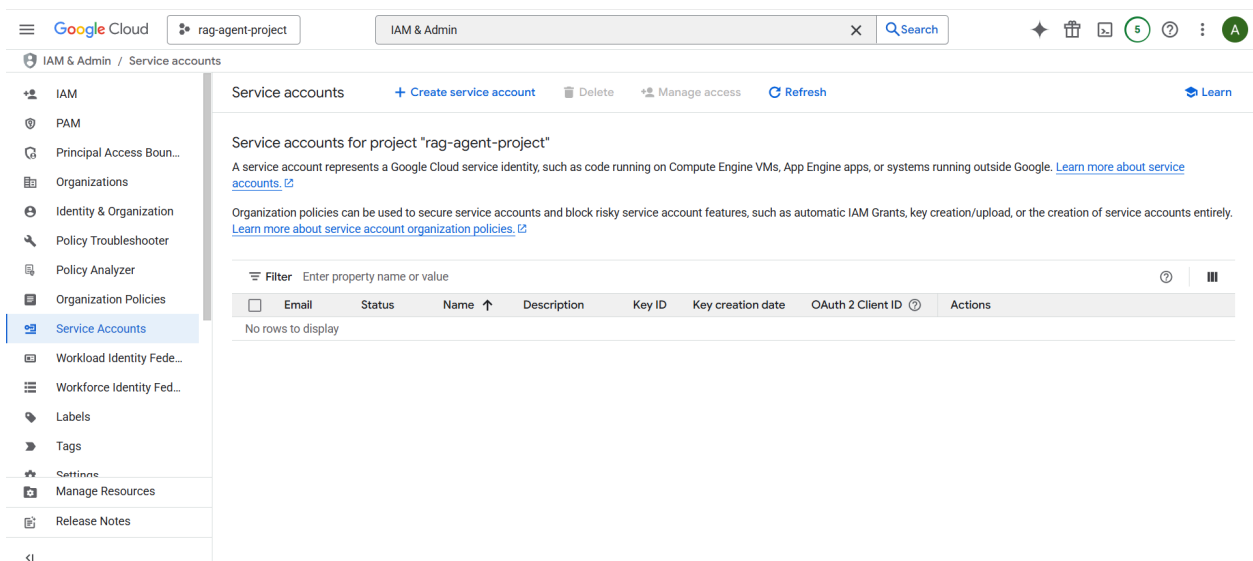 Google Cloud
rag-agent-project
IAM & Admin
Search
5
A
IAM & Admin / Service accounts
IAM
PAM
Principal Access Boun...
Organizations
Identity & Organization
Policy Troubleshooter
Policy Analyzer
Organization Policies
Service Accounts
Workload Identity Fede...
Workforce Identity Fed...
Labels
Tags
Settings
Manage Resources
Release Notes
Service accounts
+ Create service account
Delete
Manage access
Refresh
Learn
Service accounts for project "rag-agent-project"
A service account represents a Google Cloud service identity, such as code running on Compute Engine VMs, App Engine apps, or systems running outside Google. Learn more about service
accounts.
Organization policies can be used to secure service accounts and block risky service account features, such as automatic IAM Grants, key creation/upload, or the creation of service accounts entirely.
Learn more about service account organization policies.
Filter Enter property name or value
Email Status Name Description Key ID Key creation date OAuth 2 Client ID Actions
No rows to display